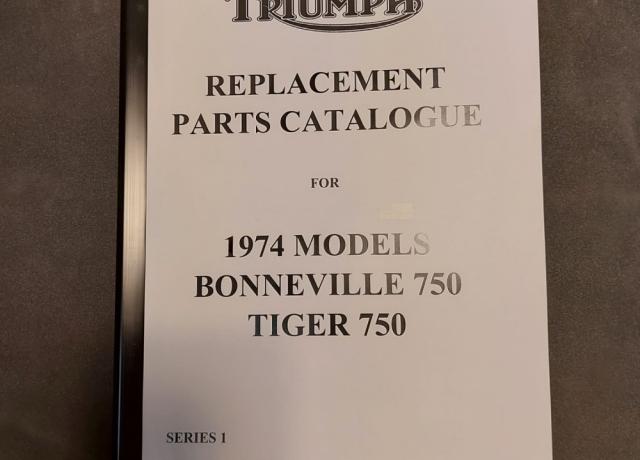 TRIUMPH
REPLACEMENT
PARTS CATALOGUE
FOR
1974 MODELS
BONNEVILLE 750
TIGER 750
SERIES 1